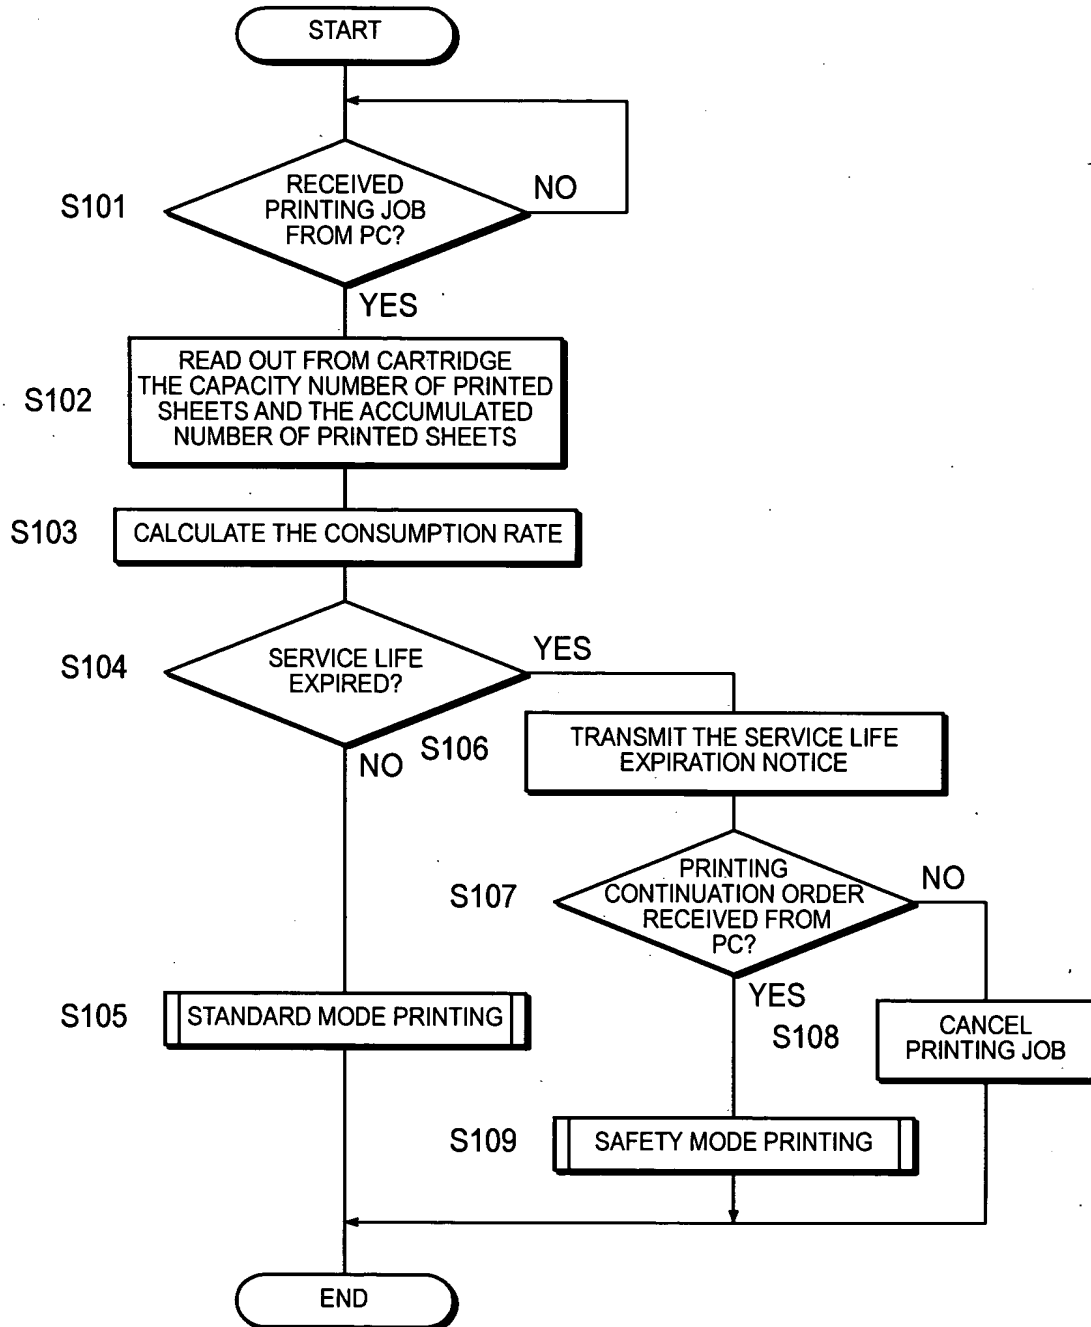 START
S101
RECEIVED
PRINTING JOB
FROM PC?
NO
YES
S102
READ OUT FROM CARTRIDGE
THE CAPACITY NUMBER OF PRINTED
SHEETS AND THE ACCUMULATED
NUMBER OF PRINTED SHEETS
S103
CALCULATE THE CONSUMPTION RATE
S104
SERVICE LIFE
EXPIRED?
YES
NO
S106
TRANSMIT THE SERVICE LIFE
EXPIRATION NOTICE
S107
PRINTING
CONTINUATION ORDER
RECEIVED FROM
PC?
NO
YES
S105
STANDARD MODE PRINTING
S108
CANCEL
PRINTING JOB
S109
SAFETY MODE PRINTING
END